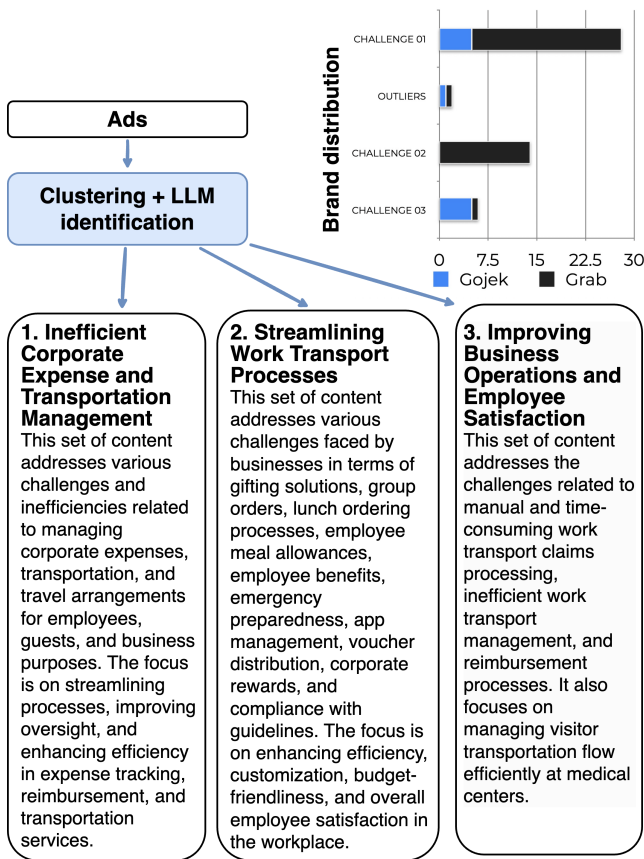 CHALLENGE 01
OUTLIERS
CHALLENGE 02
CHALLENGE 03
Brand distribution
0 7.5 15 22.5 30
Gojek Grab
Ads
Clustering + LLM
identification
1. Inefficient
Corporate
Expense and
Transportation
Management
This set of content
addresses various
challenges and
inefficiencies related
to managing
corporate expenses,
transportation, and
travel arrangements
for employees,
guests, and business
purposes. The focus
is on streamlining
processes, improving
oversight, and
enhancing efficiency
in expense tracking,
reimbursement, and
transportation
services.
2. Streamlining
Work Transport
Processes
This set of content
addresses various
challenges faced by
businesses in terms of
gifting solutions, group
orders, lunch ordering
processes, employee
meal allowances,
employee benefits,
emergency
preparedness, app
management, voucher
distribution, corporate
rewards, and
compliance with
guidelines. The focus is
on enhancing efficiency,
customization, budget-
friendliness, and overall
employee satisfaction in
the workplace.
3. Improving
Business
Operations and
Employee
Satisfaction
This set of content
addresses the
challenges related to
manual and time-
consuming work
transport claims
processing,
inefficient work
transport
management, and
reimbursement
processes. It also
focuses on
managing visitor
transportation flow
efficiently at medical
centers.